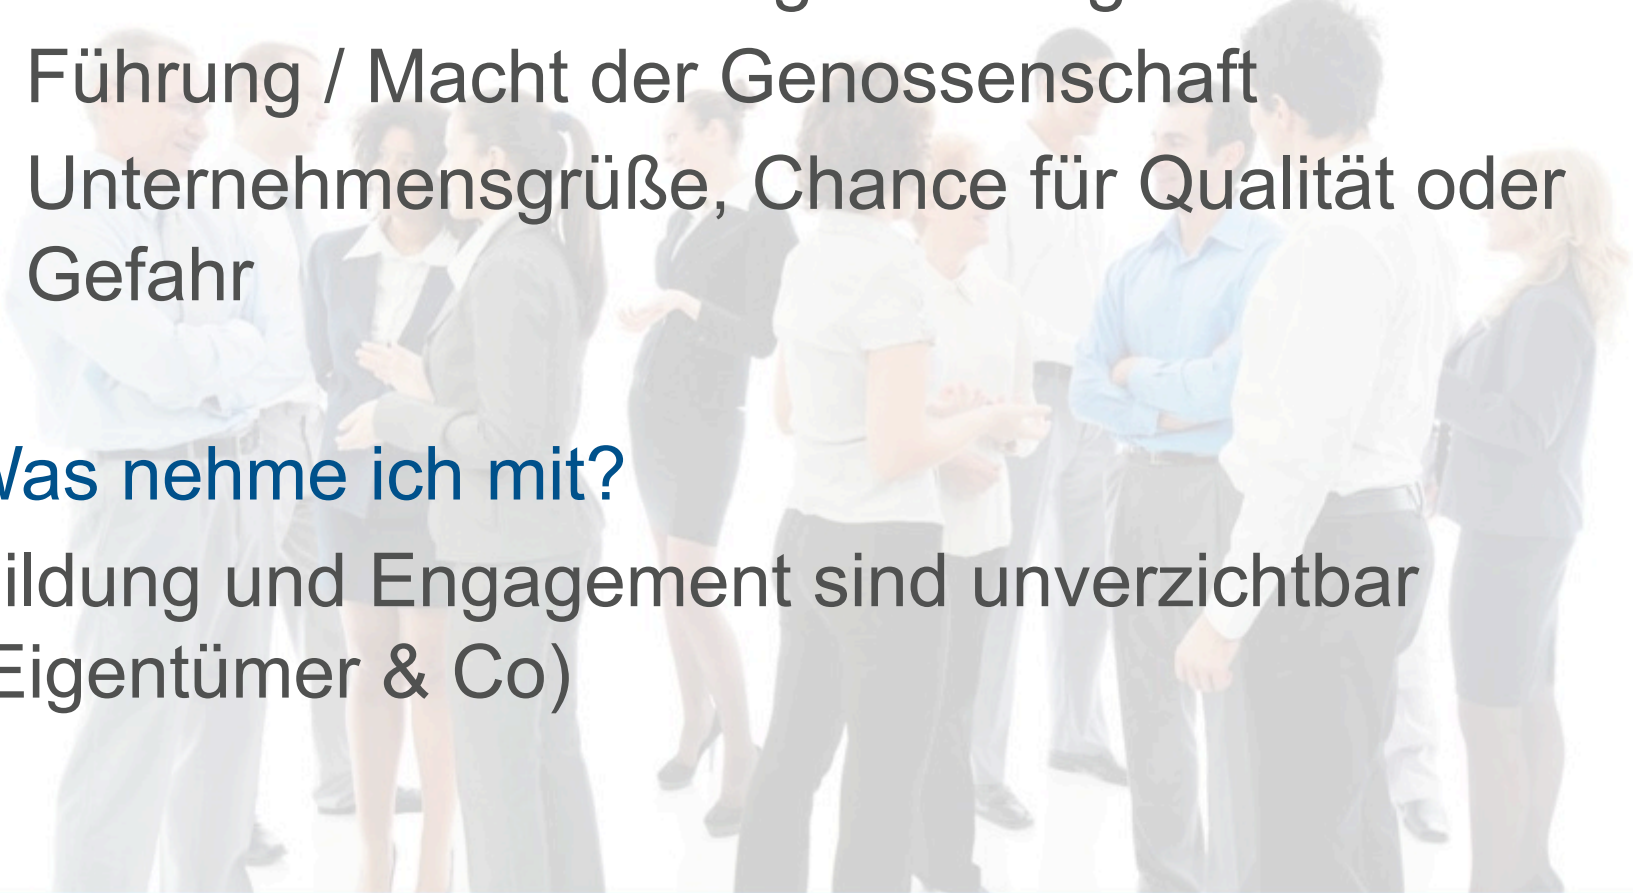 Führung / Macht der Genossenschaft
Unternehmensgrüße, Chance für Qualität oder
Gefahr
Was nehme ich mit?
ildung und Engagement sind unverzichtbar
Eigentümer & Co)